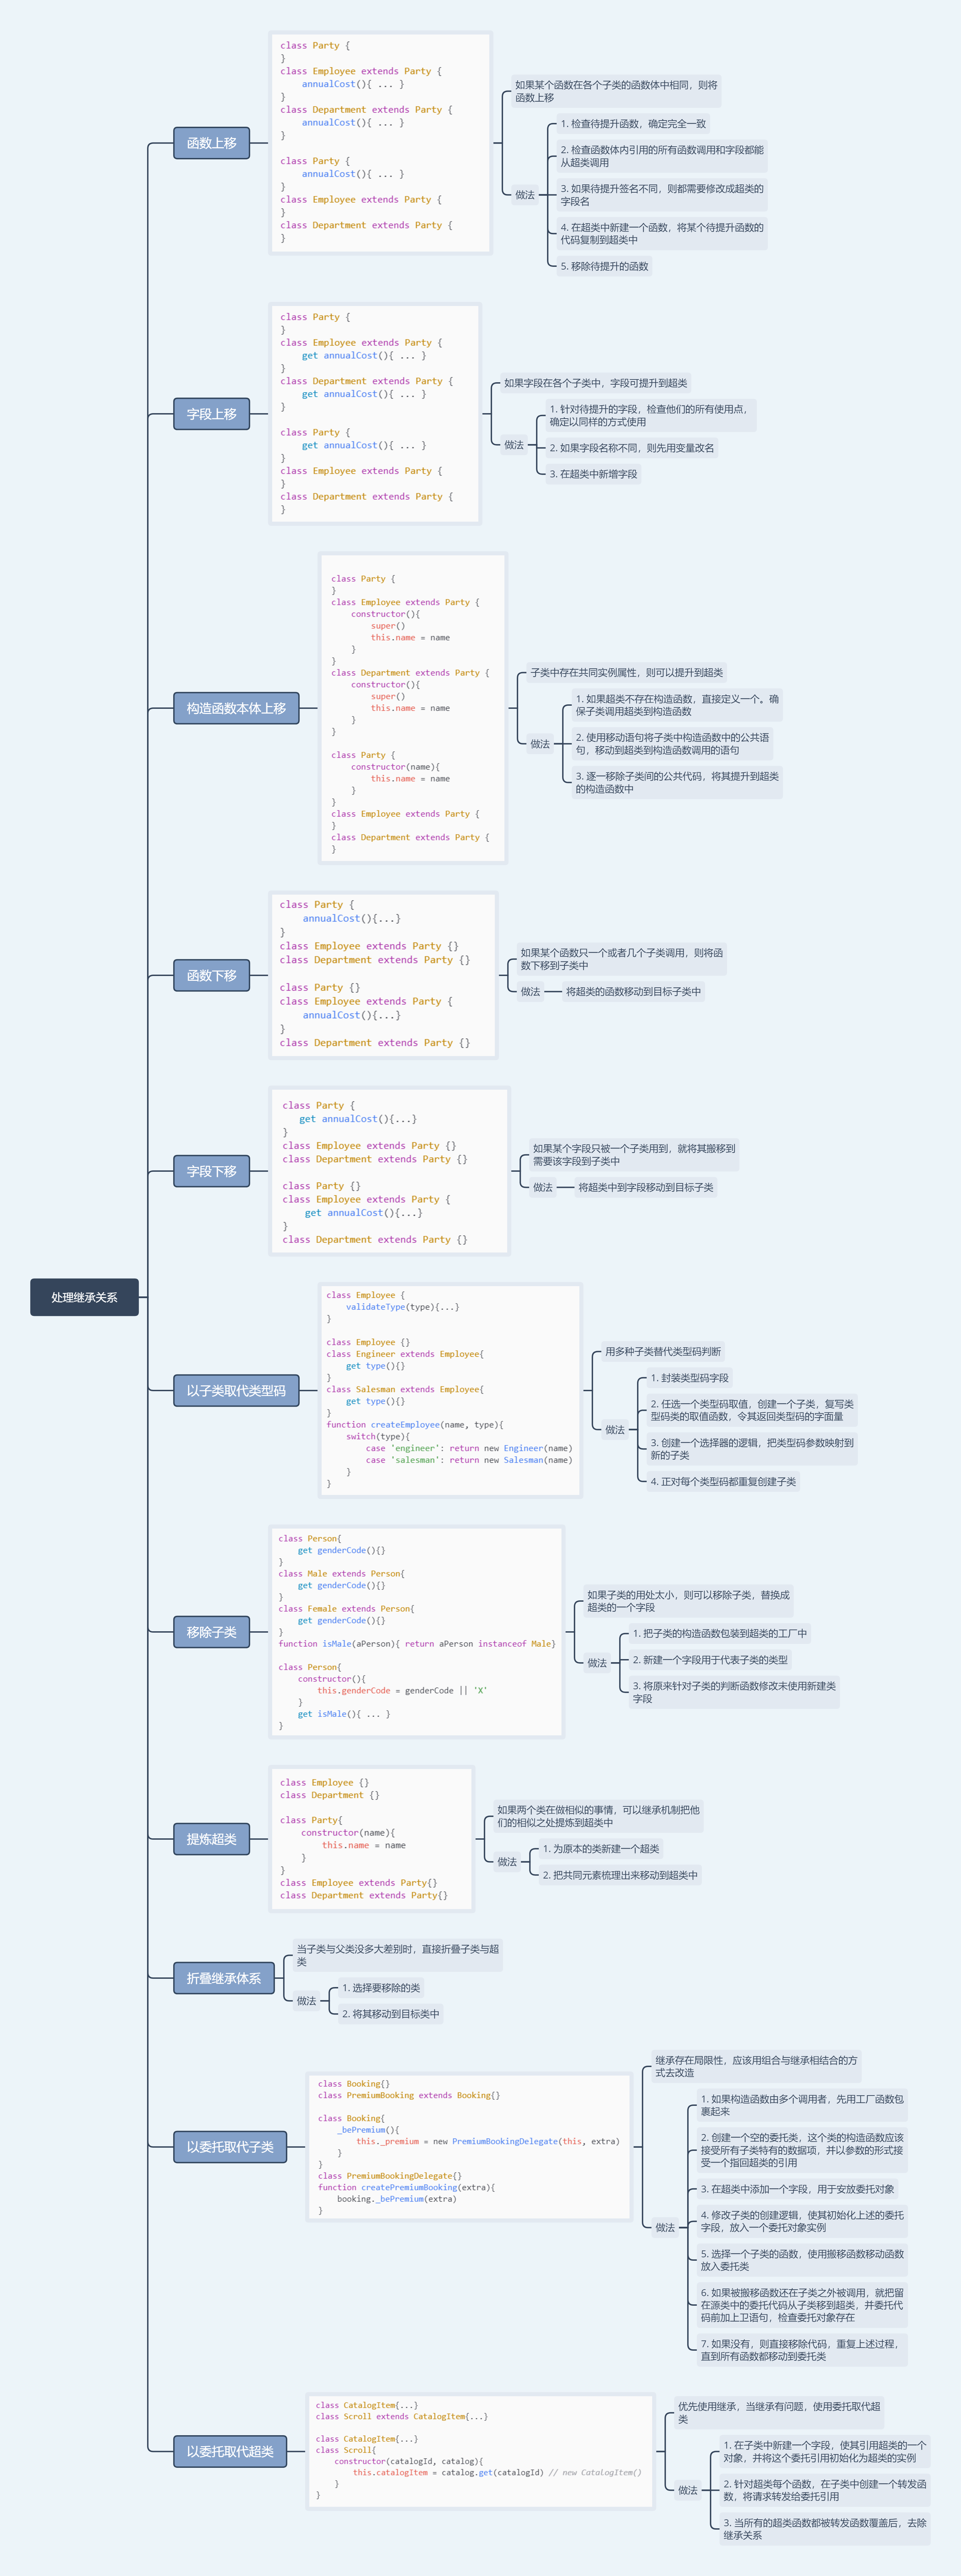 处理继承关系
函数上移
class Party {
}
class Employee extends Party {
    annualCost(){ ... }
}
class Department extends Party {
    annualCost(){ ... }
}

class Party {
    annualCost(){ ... }
}
class Employee extends Party {
}
class Department extends Party {
}
如果某个函数在各个子类的函数体中相同，则将
函数上移
做法
1. 检查待提升函数，确定完全一致
2. 检查函数体内引用的所有函数调用和字段都能
从超类调用
3. 如果待提升签名不同，则都需要修改成超类的
字段名
4. 在超类中新建一个函数，将某个待提升函数的
代码复制到超类中
5. 移除待提升的函数
字段上移
class Party {
}
class Employee extends Party {
    get annualCost(){ ... }
}
class Department extends Party {
    get annualCost(){ ... }
}

class Party {
    get annualCost(){ ... }
}
class Employee extends Party {
}
class Department extends Party {
}
如果字段在各个子类中，字段可提升到超类
做法
1. 针对待提升的字段，检查他们的所有使用点，
确定以同样的方式使用
2. 如果字段名称不同，则先用变量改名
3. 在超类中新增字段
构造函数本体上移
class Party {
}
class Employee extends Party {
    constructor(){
        super()
        this.name = name
    }
}
class Department extends Party {
    constructor(){
        super()
        this.name = name
    }
}

class Party {
    constructor(name){
        this.name = name
    }
}
class Employee extends Party {
}
class Department extends Party {
}
子类中存在共同实例属性，则可以提升到超类
做法
1. 如果超类不存在构造函数，直接定义一个。确
保子类调用超类到构造函数
2. 使用移动语句将子类中构造函数中的公共语
句，移动到超类到构造函数调用的语句
3. 逐一移除子类间的公共代码，将其提升到超类
的构造函数中
函数下移
class Party {
    annualCost(){...}
}
class Employee extends Party {}
class Department extends Party {}

class Party {}
class Employee extends Party {
    annualCost(){...}
}
class Department extends Party {}
如果某个函数只一个或者几个子类调用，则将函
数下移到子类中
做法
将超类的函数移动到目标子类中
字段下移
class Party {
   get annualCost(){...}
}
class Employee extends Party {}
class Department extends Party {}

class Party {}
class Employee extends Party {
    get annualCost(){...}
}
class Department extends Party {}
如果某个字段只被一个子类用到，就将其搬移到
需要该字段到子类中
做法
将超类中到字段移动到目标子类
以子类取代类型码
class Employee {
    validateType(type){...}
}

class Employee {}
class Engineer extends Employee{
    get type(){}
}
class Salesman extends Employee{
    get type(){}
}
function createEmployee(name, type){
    switch(type){
        case 'engineer': return new Engineer(name)
        case 'salesman': return new Salesman(name)
    }
}
用多种子类替代类型码判断
做法
1. 封装类型码字段
2. 任选一个类型码取值，创建一个子类，复写类
型码类的取值函数，令其返回类型码的字面量
3. 创建一个选择器的逻辑，把类型码参数映射到
新的子类
4. 正对每个类型码都重复创建子类
移除子类
class Person{
    get genderCode(){}
}
class Male extends Person{
    get genderCode(){}
}
class Female extends Person{
    get genderCode(){}
}
function isMale(aPerson){ return aPerson instanceof Male}

class Person{
    constructor(){
        this.genderCode = genderCode || 'X'
    }
    get isMale(){ ... }
}
如果子类的用处太小，则可以移除子类，替换成
超类的一个字段
做法
1. 把子类的构造函数包装到超类的工厂中
2. 新建一个字段用于代表子类的类型
3. 将原来针对子类的判断函数修改未使用新建类
字段
提炼超类
class Employee {}
class Department {}

class Party{
    constructor(name){
        this.name = name
    }
}
class Employee extends Party{}
class Department extends Party{}
如果两个类在做相似的事情，可以继承机制把他
们的相似之处提炼到超类中
做法
1. 为原本的类新建一个超类
2. 把共同元素梳理出来移动到超类中
折叠继承体系
当子类与父类没多大差别时，直接折叠子类与超
类
做法
1. 选择要移除的类
2. 将其移动到目标类中
以委托取代子类
class Booking{}
class PremiumBooking extends Booking{}

class Booking{
    _bePremium(){
        this._premium = new PremiumBookingDelegate(this, extra)
    }
}
class PremiumBookingDelegate{}
function createPremiumBooking(extra){
    booking._bePremium(extra)
}
继承存在局限性，应该用组合与继承相结合的方
式去改造
做法
1. 如果构造函数由多个调用者，先用工厂函数包
裹起来
2. 创建一个空的委托类，这个类的构造函数应该
接受所有子类特有的数据项，并以参数的形式接
受一个指回超类的引用
3. 在超类中添加一个字段，用于安放委托对象
4. 修改子类的创建逻辑，使其初始化上述的委托
字段，放入一个委托对象实例
5. 选择一个子类的函数，使用搬移函数移动函数
放入委托类
6. 如果被搬移函数还在子类之外被调用，就把留
在源类中的委托代码从子类移到超类，并委托代
码前加上卫语句，检查委托对象存在
7. 如果没有，则直接移除代码，重复上述过程，
直到所有函数都移动到委托类
以委托取代超类
class CatalogItem{...}
class Scroll extends CatalogItem{...}

class CatalogItem{...}
class Scroll{
    constructor(catalogId, catalog){
        this.catalogItem = catalog.get(catalogId) // new CatalogItem()
    }
}
优先使用继承，当继承有问题，使用委托取代超
类
做法
1. 在子类中新建一个字段，使其引用超类的一个
对象，并将这个委托引用初始化为超类的实例
2. 针对超类每个函数，在子类中创建一个转发函
数，将请求转发给委托引用
3. 当所有的超类函数都被转发函数覆盖后，去除
继承关系